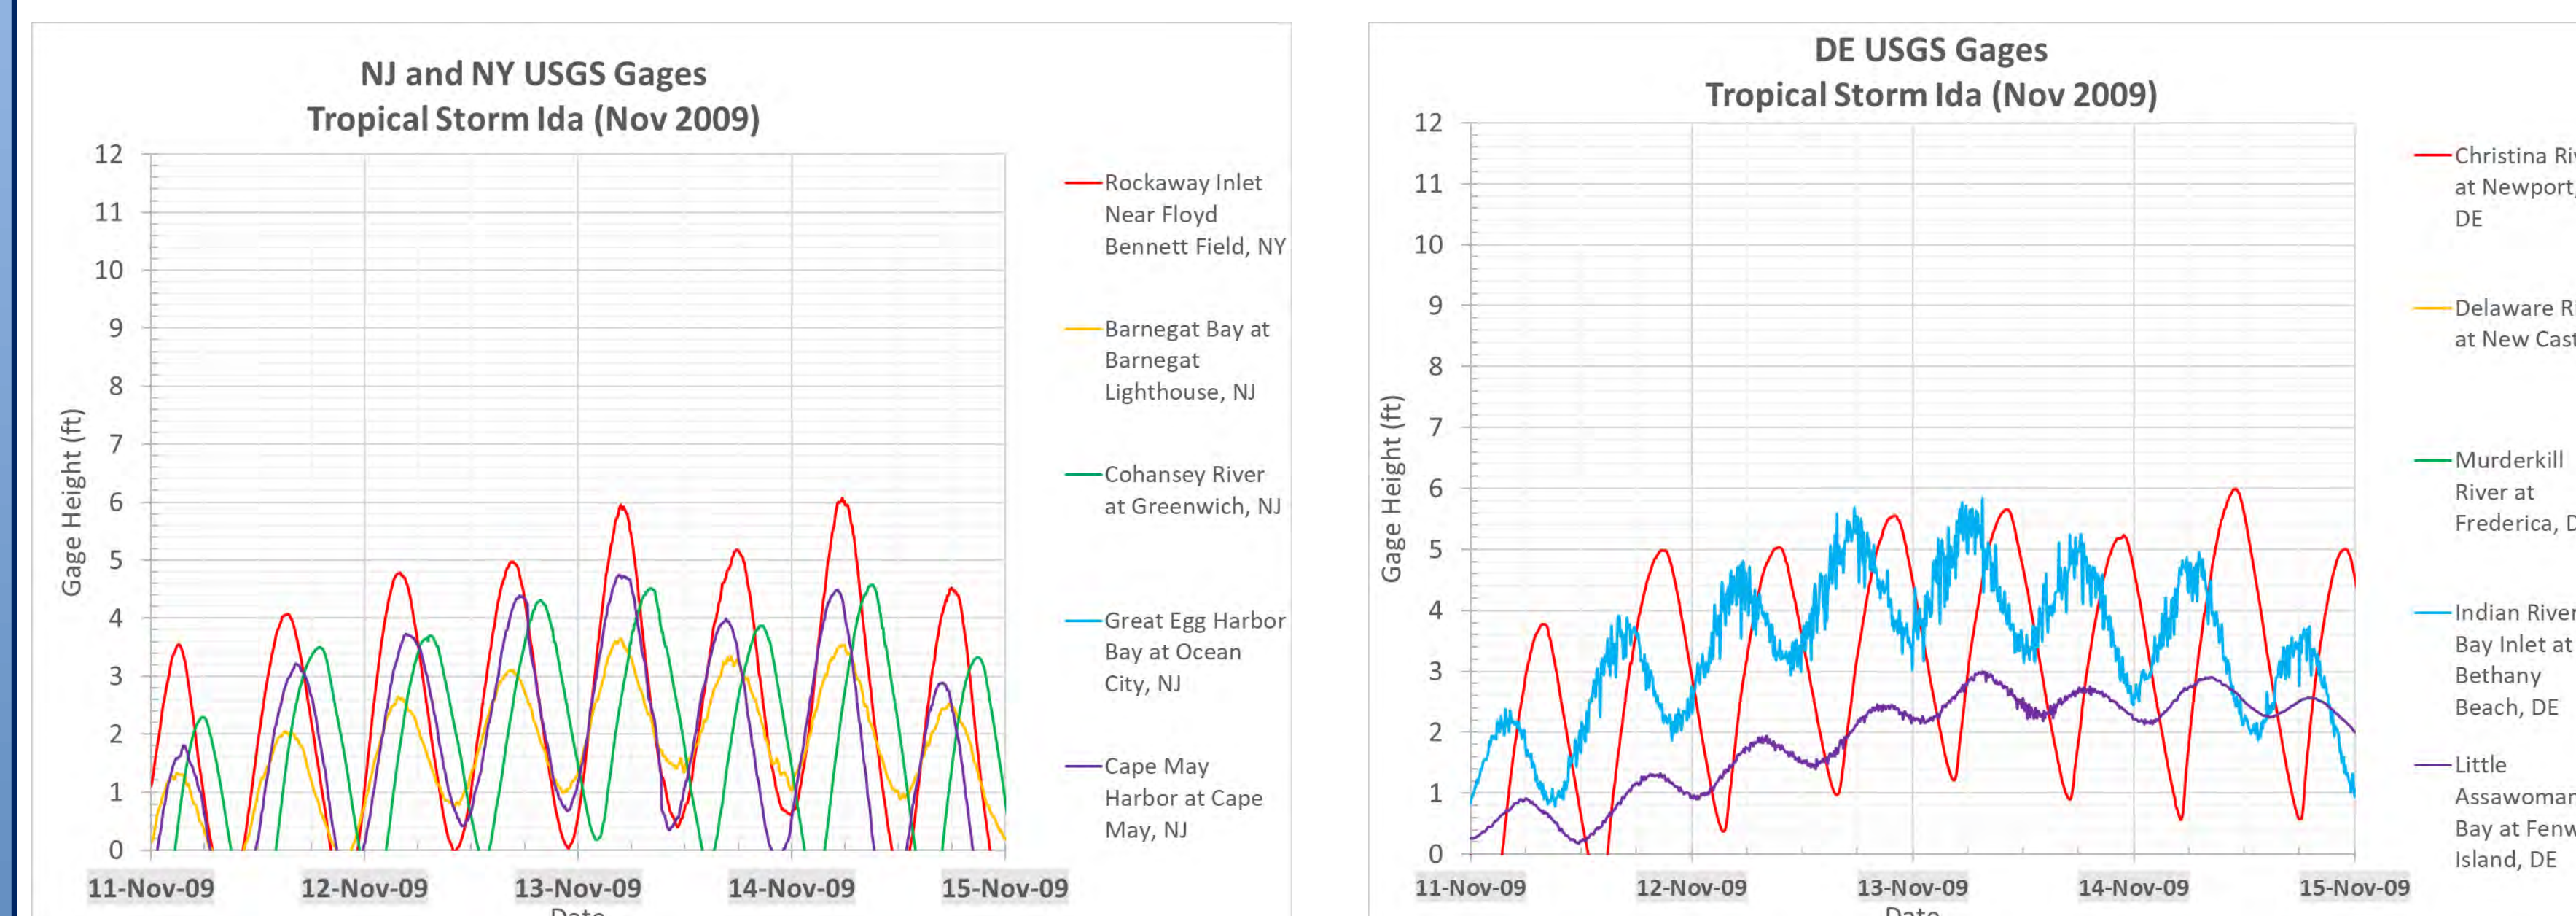 NJ and NY USGS Gages
Tropical Storm Ida (Nov 2009)
12
11
10
9
8
7
6
5
4
3
2
1
0
Gage Height (ft)
11-Nov-09 12-Nov-09 13-Nov-09 14-Nov-09 15-Nov-09
Date
Rockaway Inlet
Near Floyd
Bennett Field, NY
Barnegat Bay at
Barnegat
Lighthouse, NJ
Cohansey River
at Greenwich, NJ
Great Egg Harbor
Bay at Ocean
City, NJ
Cape May
Harbor at Cape
May, NJ
DE USGS Gages
Tropical Storm Ida (Nov 2009)
12
11
10
9
8
7
6
5
4
3
2
1
0
Gage Height (ft)
11-Nov-09 12-Nov-09 13-Nov-09 14-Nov-09 15-Nov-09
Date
Christina
at Newport,
DE
Delaware
at New
Murderkill
River at
Frederica,
Indian River
Bay Inlet at
Bethany
Beach, DE
Little
Bay at
Island, DE